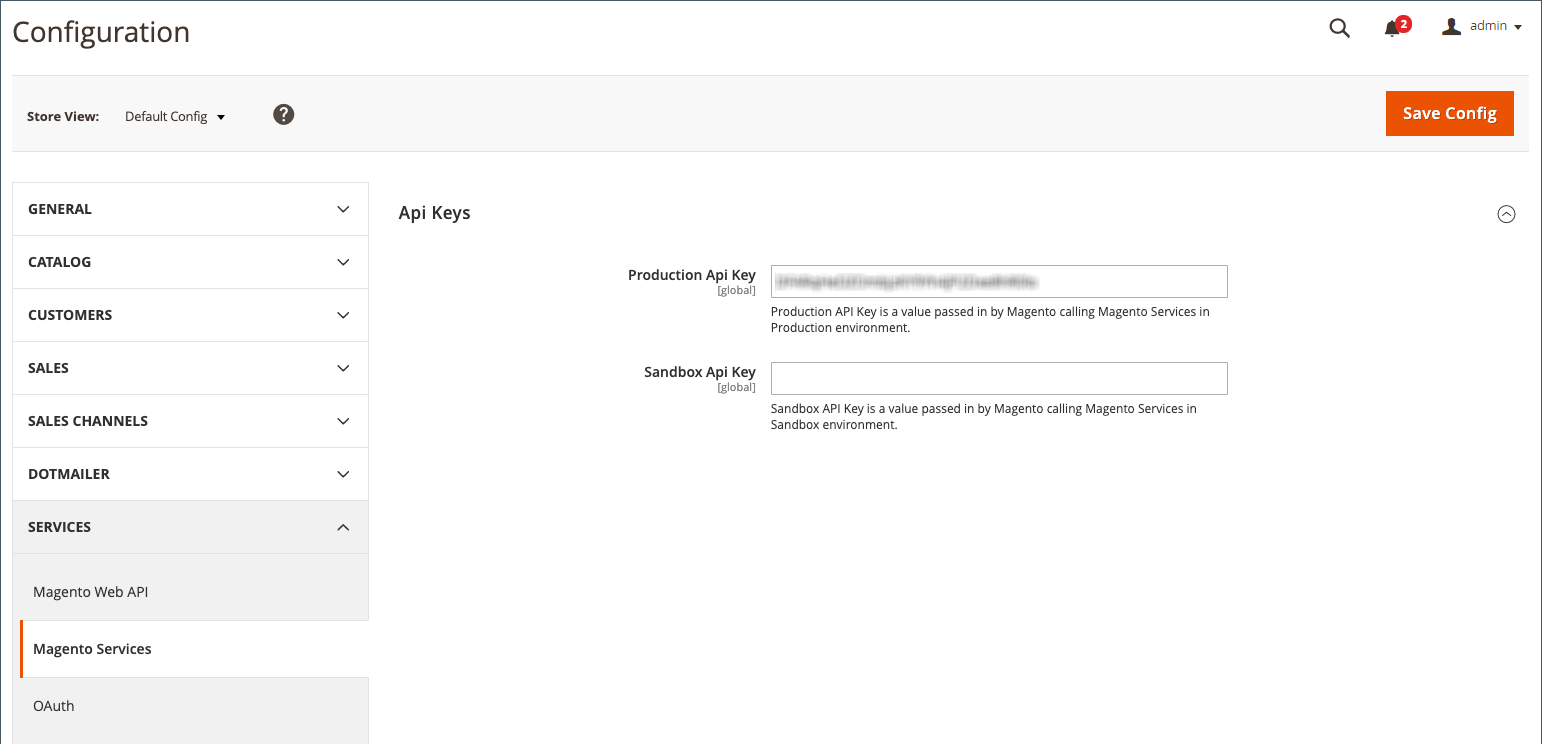 Configuration
2
admin
Store View: Default Config
?
Save Config
GENERAL
CATALOG
CUSTOMERS
SALES
SALES CHANNELS
DOTMAILER
SERVICES
Magento Web API
Magento Services
OAuth
Api Keys
Production Api Key
[global]
Production API Key is a value passed in by Magento calling Magento Services in
Production environment.
Sandbox Api Key
[global]
Sandbox API Key is a value passed in by Magento calling Magento Services in
Sandbox environment.